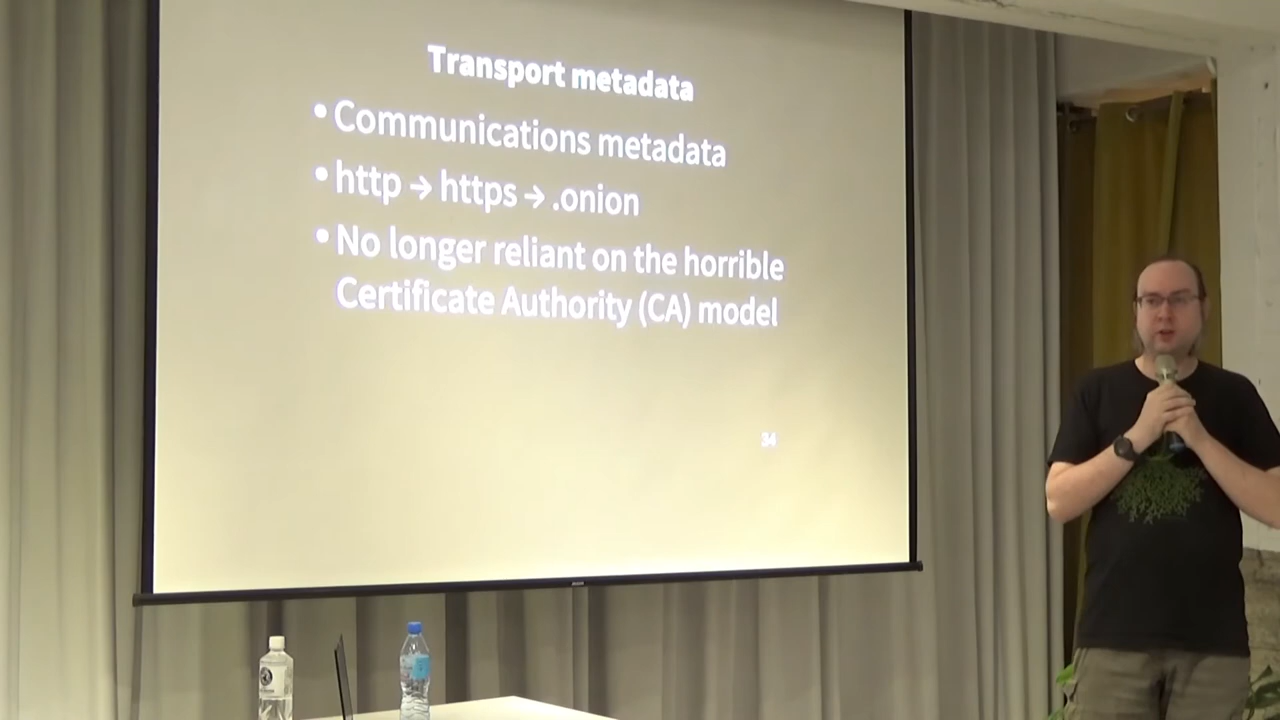 Transport metadata
• Communications metadata
• http → https → .onion
• No longer reliant on the horrible
Certificate Authority (CA) model
34